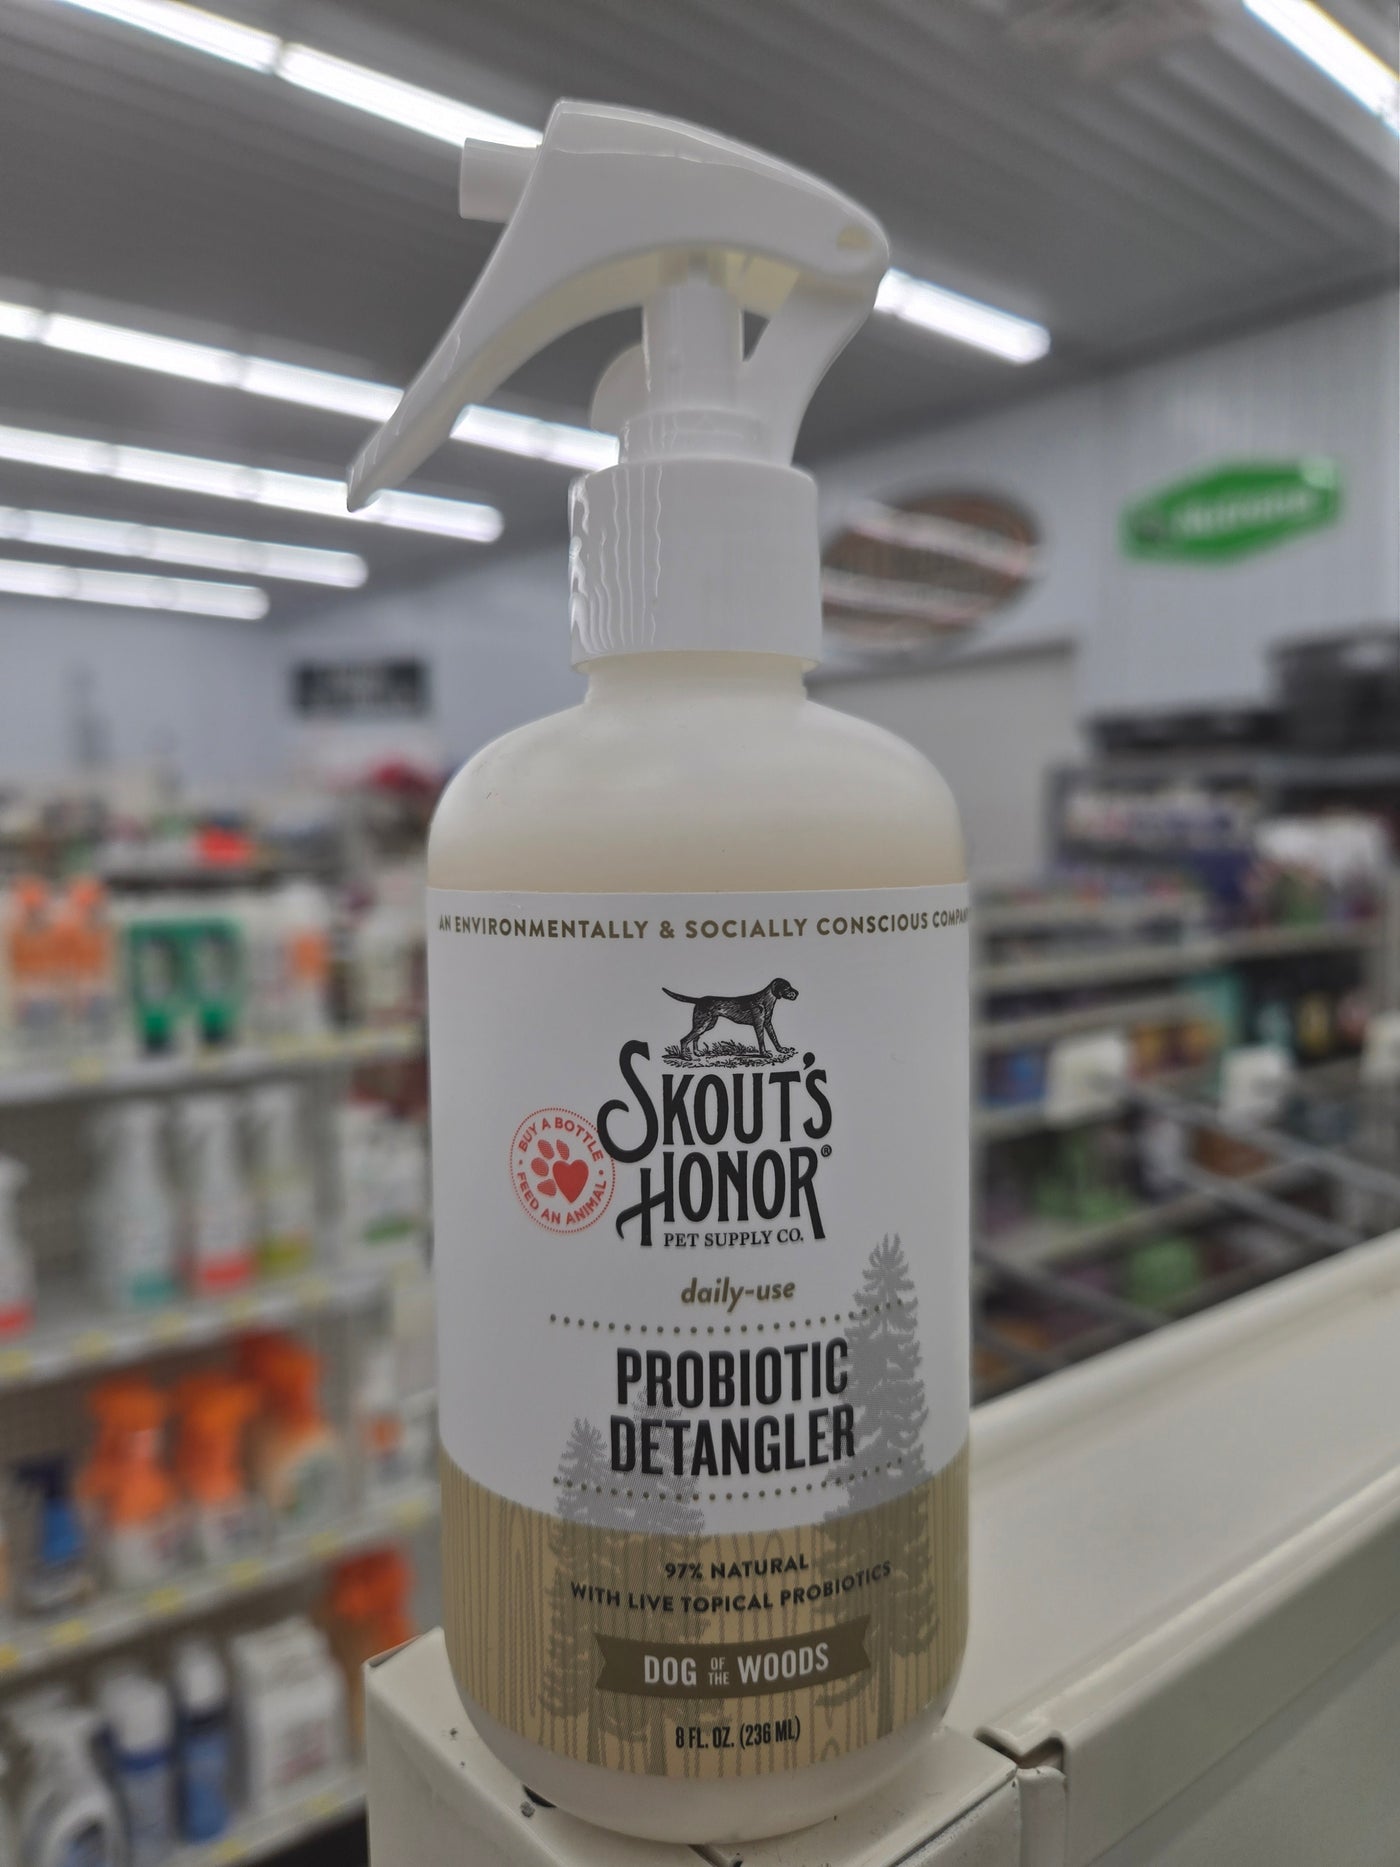 AN ENVIRONMENTALLY & SOCIALLY CONSCIOUS COMPAN
SKOUT'S
HONOR®
PET SUPPLY CO.
BUY A BOTTLE
FEED AN ANIMAL
daily-use
PROBIOTIC
DETANGLER
97% NATURAL
WITH LIVE TOPICAL PROBIOTICS
DOG OF THE WOODS
8 FL. OZ. (236 ML)